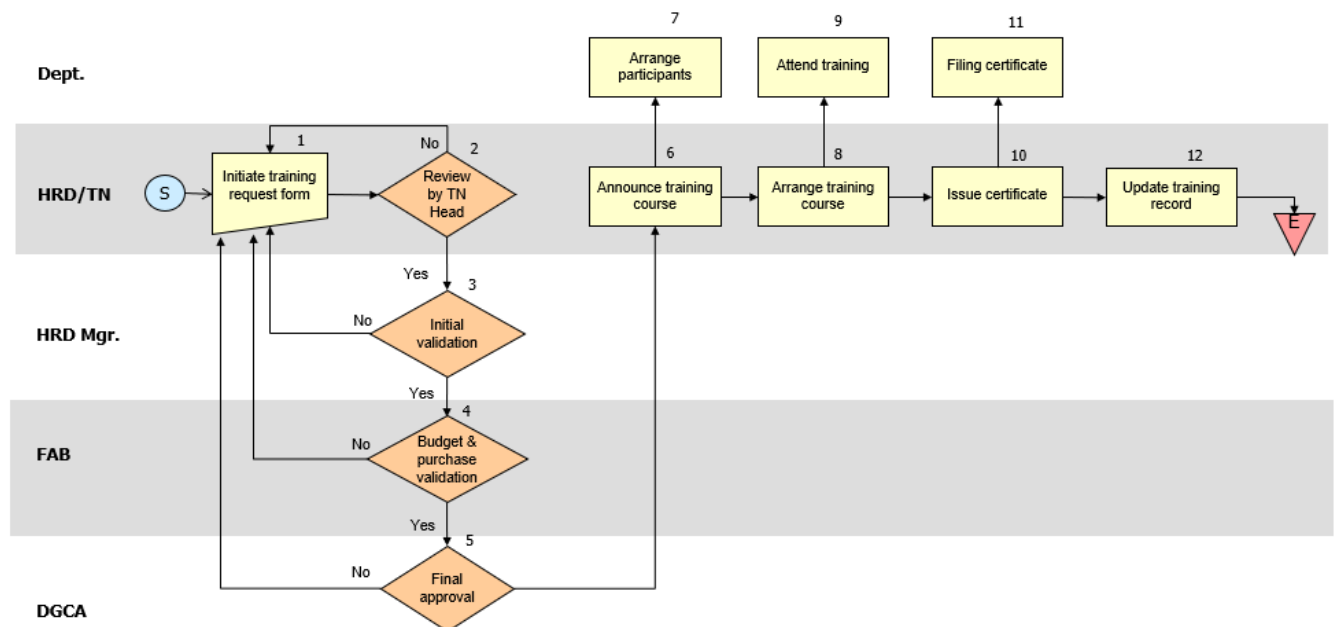 7
9
11
Dept.
Arrange
participants
Attend training
Filing certificate
HRD/TN
S
1
Initiate training
request form
No
2
Review
by TN
Head
6
Announce training
course
8
Arrange training
course
10
Issue certificate
12
Update training
record
E
Yes
3
HRD Mgr.
No
Initial
validation
Yes
4
FAB
No
Budget &
purchase
validation
Yes
5
DGCA
No
Final
approval